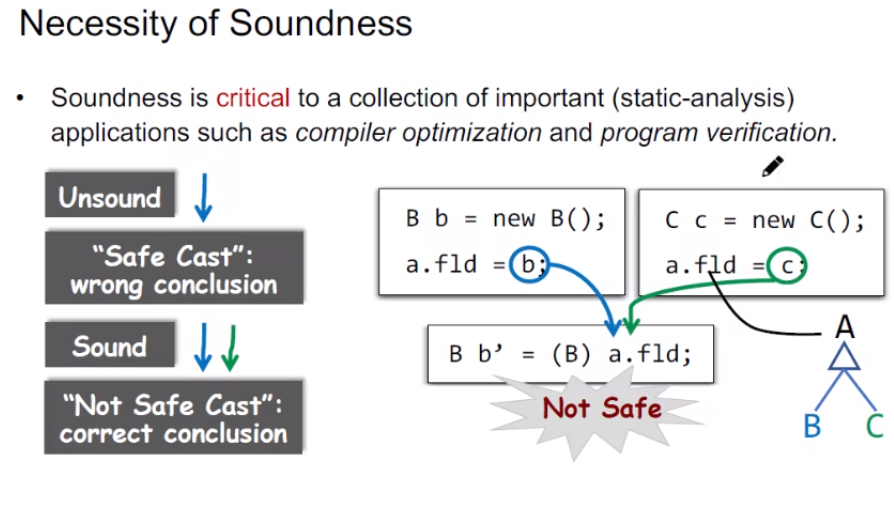 Necessity of Soundness
• Soundness is critical to a collection of important (static-analysis)
applications such as compiler optimization and program verification.
Unsound
“Safe Cast”:
wrong conclusion
Sound
“Not Safe Cast”:
correct conclusion
B b = new B();
a.fld = b;
C c = new C();
a.fld = c;
B b’ = (B) a.fld;
Not Safe
A
B
C